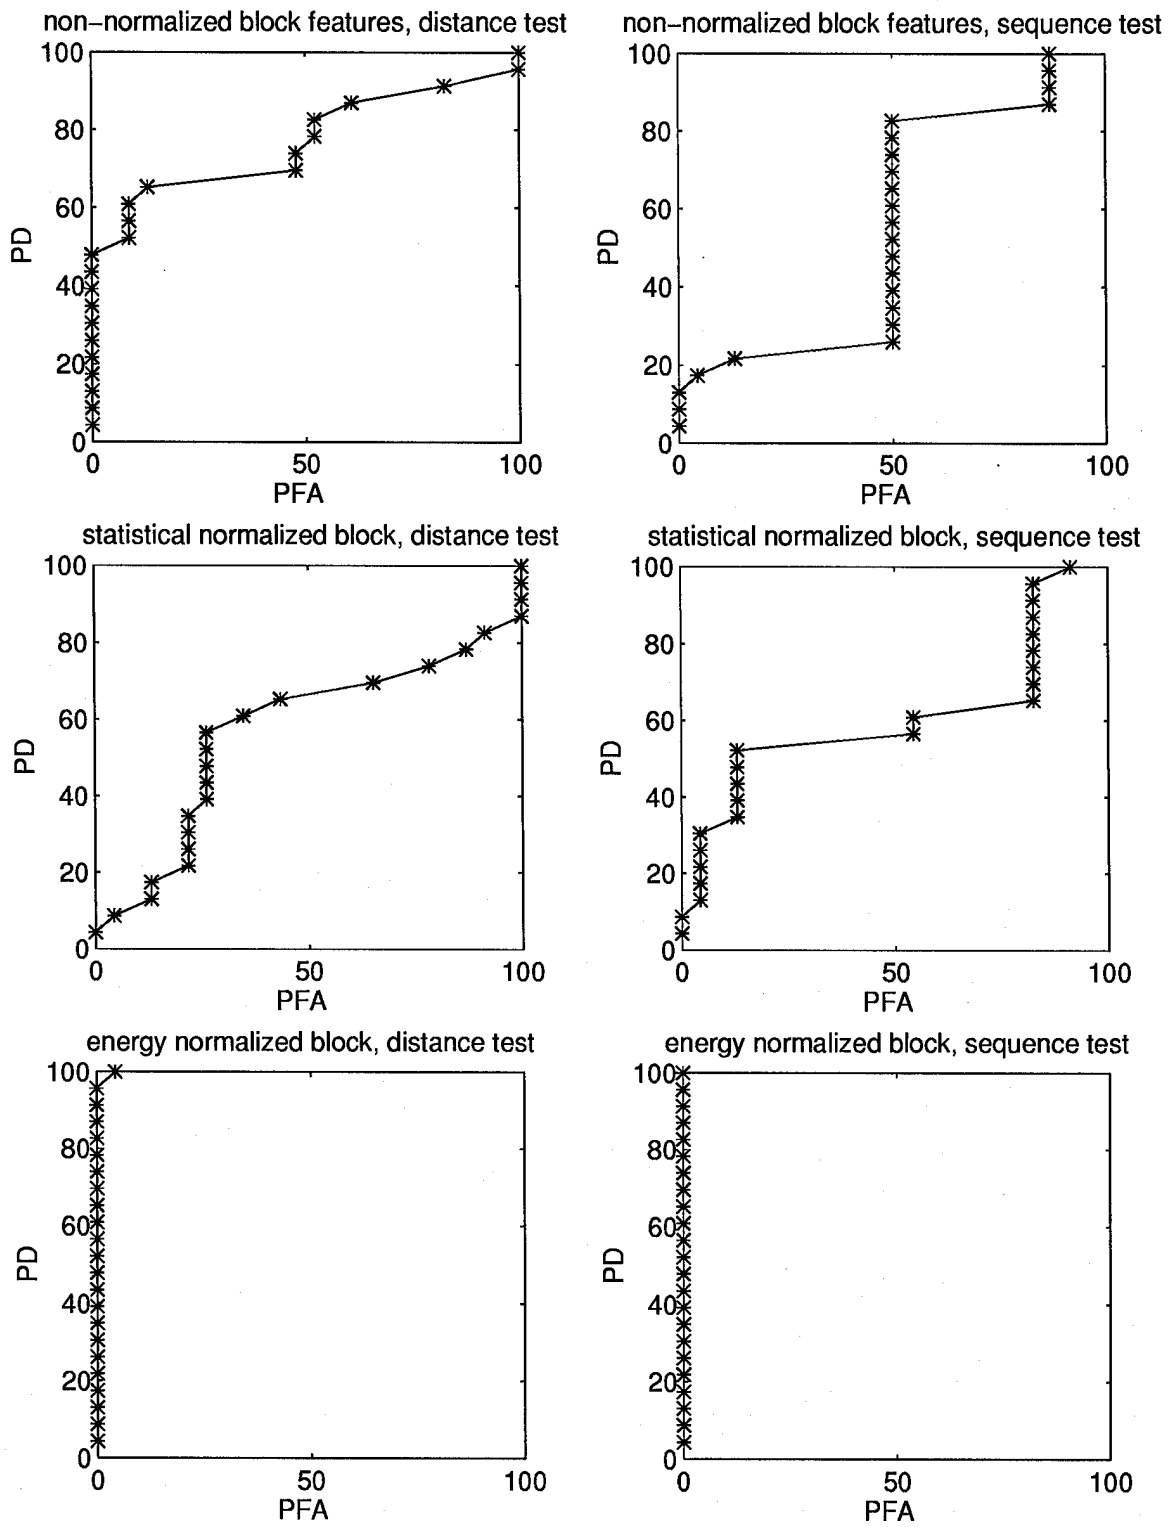 non-normalized block features, distance test
100
80
60
40
20
0
PD
0 50 100
PFA
non-normalized block features, sequence test
100
80
60
40
20
0
PD
0 50 100
PFA
statistical normalized block, distance test
100
80
60
40
20
0
PD
0 50 100
PFA
statistical normalized block, sequence test
100
80
60
40
20
0
PD
0 50 100
PFA
energy normalized block, distance test
100
80
60
40
20
0
PD
0 50 100
PFA
energy normalized block, sequence test
100
80
60
40
20
0
PD
0 50 100
PFA